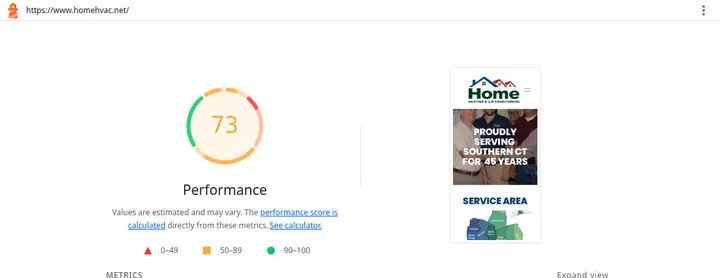 https://www.homehvac.net/
73
Performance
Values are estimated and may vary. The performance score is
calculated directly from these metrics. See calculator.
0–49
50–89
90–100
Home
HEATING & AIR CONDITIONING
PROUDLY
SERVING
SOUTHERN CT
FOR 45 YEARS
SERVICE AREA
METRICS
Expand view